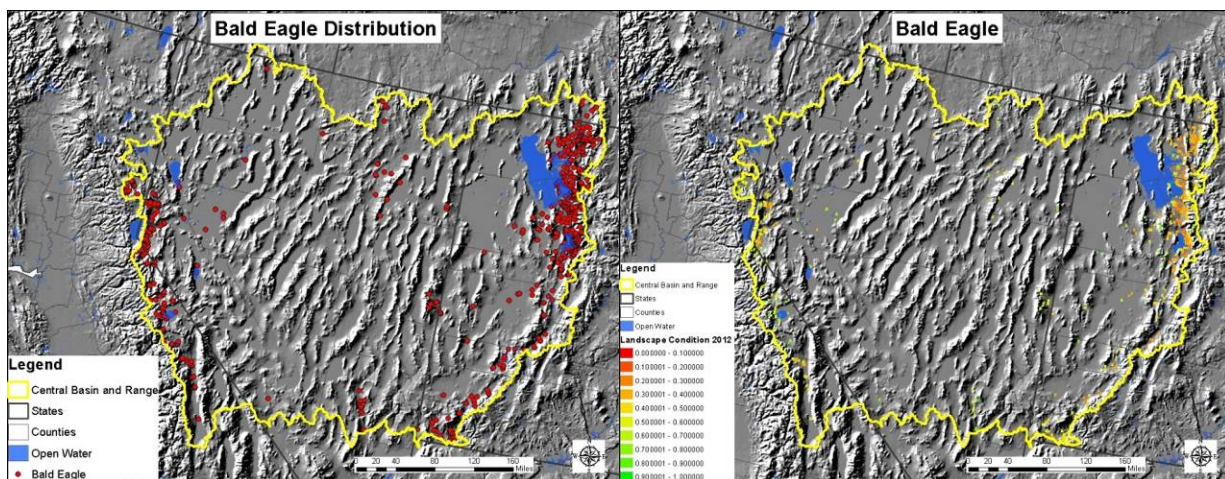 Bald Eagle Distribution
Legend
Central Basin and Range
States
Counties
Open Water
Bald Eagle
0 20 40 80 120 160
Miles
Bald Eagle
Legend
Central Basin and Range
States
Counties
Open Water
Landscape Condition 2012
0.000000 - 0.100000
0.100001 - 0.200000
0.200001 - 0.300000
0.300001 - 0.400000
0.400001 - 0.500000
0.500001 - 0.600000
0.600001 - 0.700000
0.700001 - 0.800000
0.800001 - 0.900000
0.900001 - 1.000000
0 20 40 80 120 160
Miles